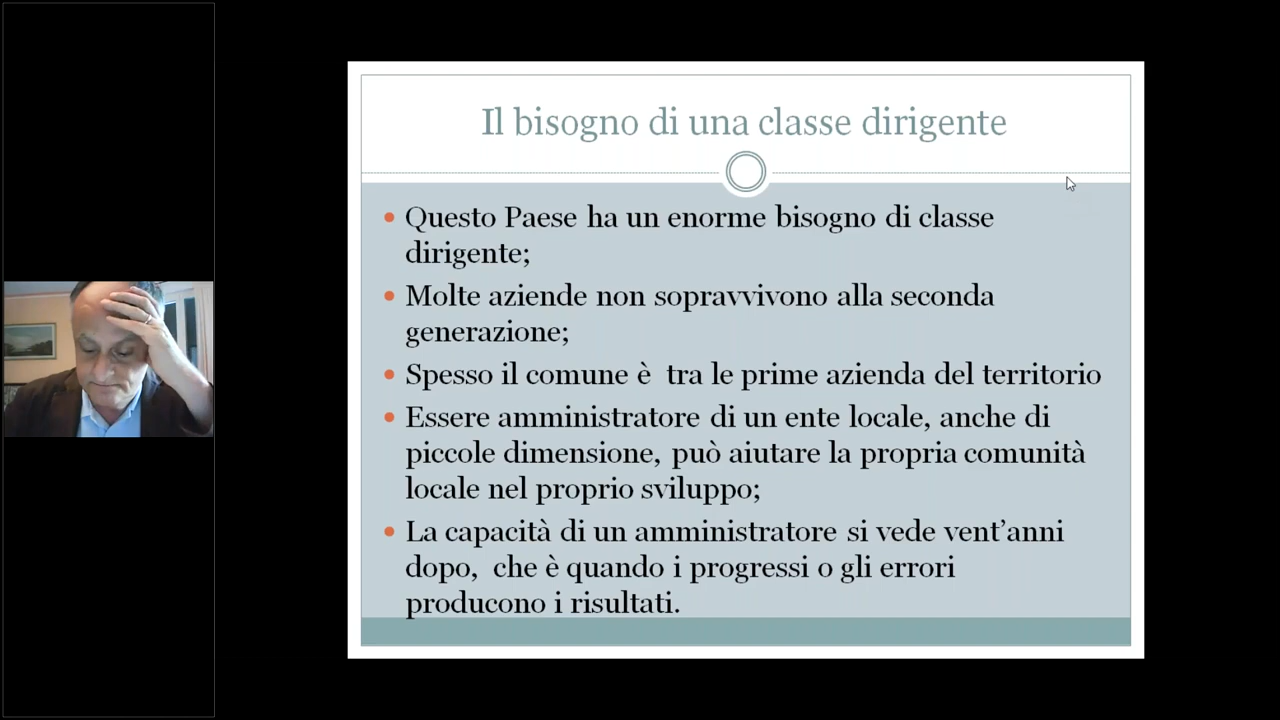 Il bisogno di una classe dirigente
Questo Paese ha un enorme bisogno di classe
dirigente;
Molte aziende non sopravvivono alla seconda
generazione;
Spesso il comune è  tra le prime azienda del territorio
Essere amministratore di un ente locale, anche di
piccole dimensione, può aiutare la propria comunità
locale nel proprio sviluppo;
La capacità di un amministratore si vede vent’anni
dopo,  che è quando i progressi o gli errori
producono i risultati.